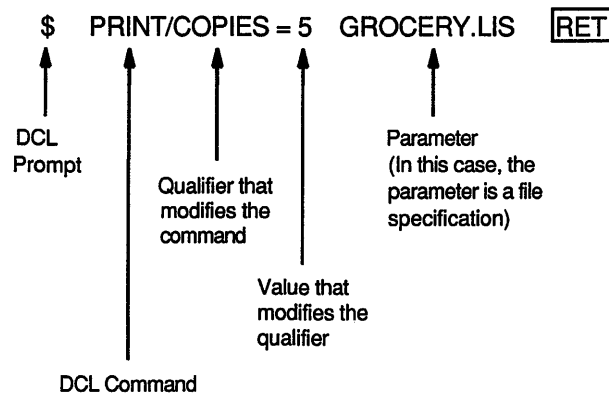 $ PRINT/COPIES = 5 GROCERY.LIS RET
DCL
Prompt
Qualifier that
modifies the
command
Parameter
(In this case, the
parameter is a file
specification)
Value that
modifies the
qualifier
DCL Command